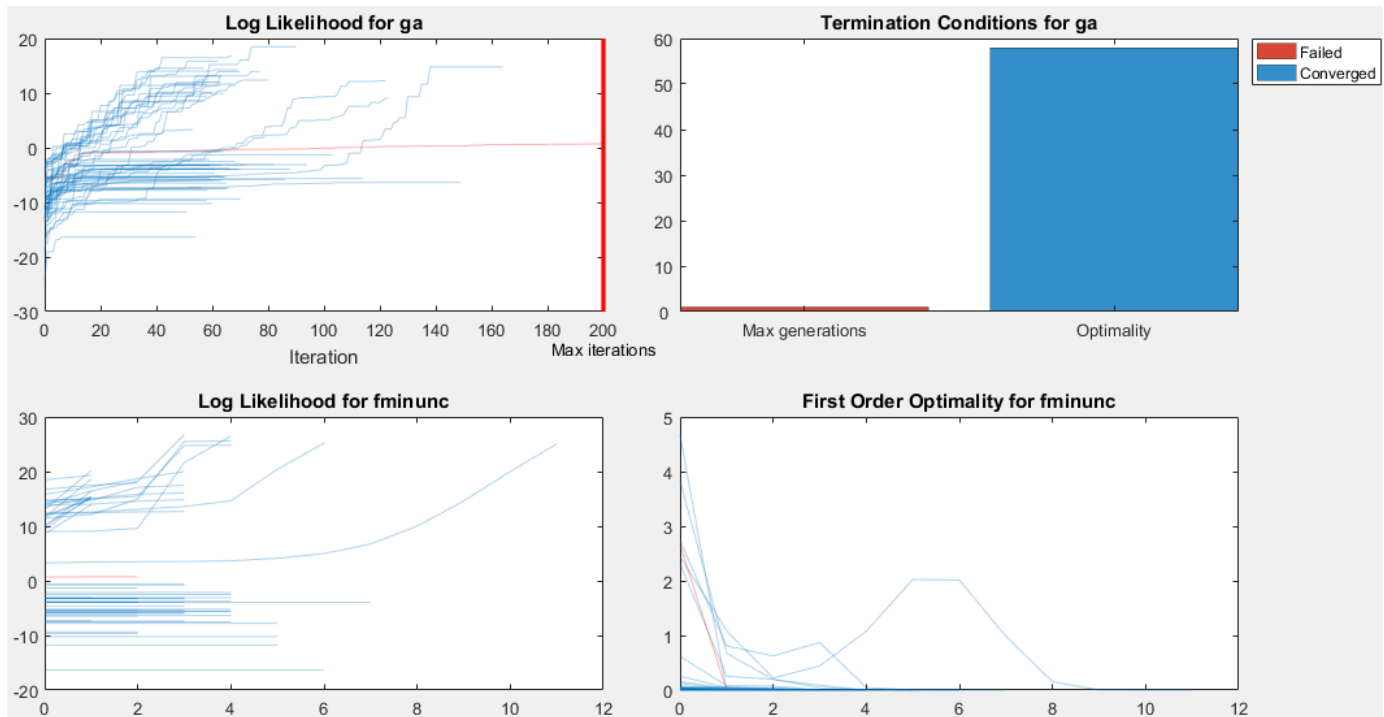 Log Likelihood for ga
20
10
0
-10
-20
-30
0 20 40 60 80 100 120 140 160 180 200
Iteration
Max iterations
Termination Conditions for ga
60
50
40
30
20
10
0
Max generations Optimality
Failed
Converged
Log Likelihood for fminunc
30
20
10
0
-10
-20
0 2 4 6 8 10 12
First Order Optimality for fminunc
5
4
3
2
1
0
0 2 4 6 8 10 12